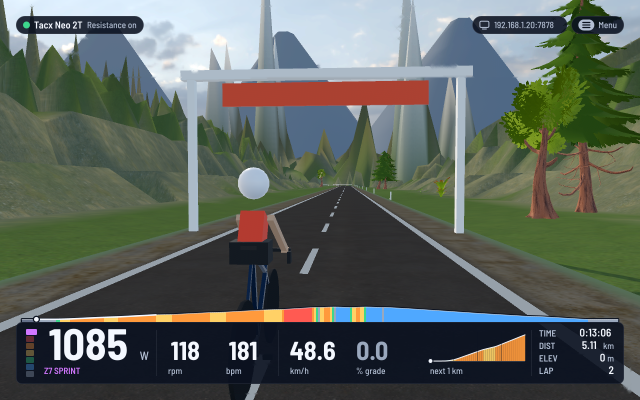 Tacx Neo 2T Resistance on
192.168.1.20:7878
Menu
1085 W
Z7 SPRINT
118
rpm
181
bpm
48.6
km/h
0.0
% grade
next 1 km
TIME 0:13:06
DIST 5.11 km
ELEV 0 m
LAP 2